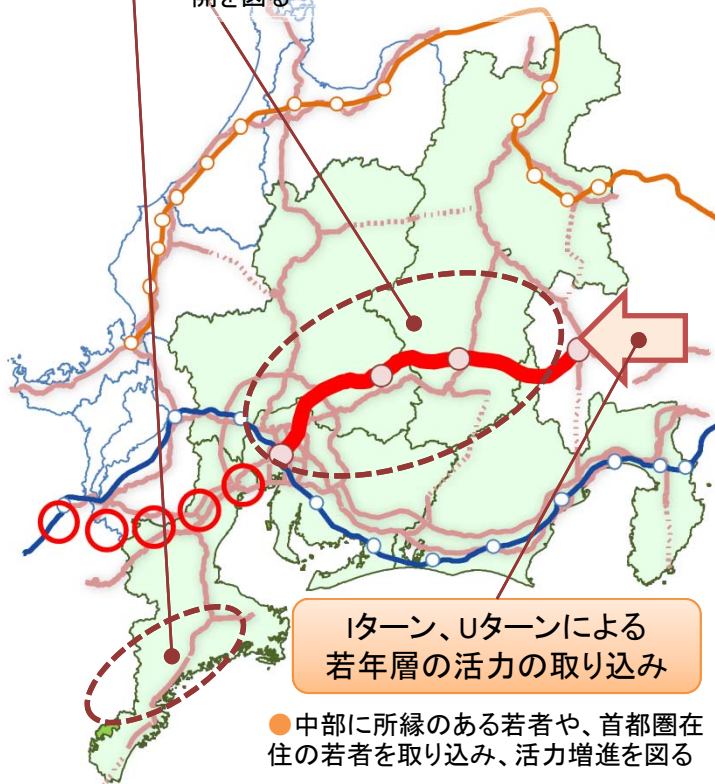 開を図る
Iターン、Uターンによる
若年層の活力の取り込み
●中部に所縁のある若者や、首都圏在
住の若者を取り込み、活力増進を図る